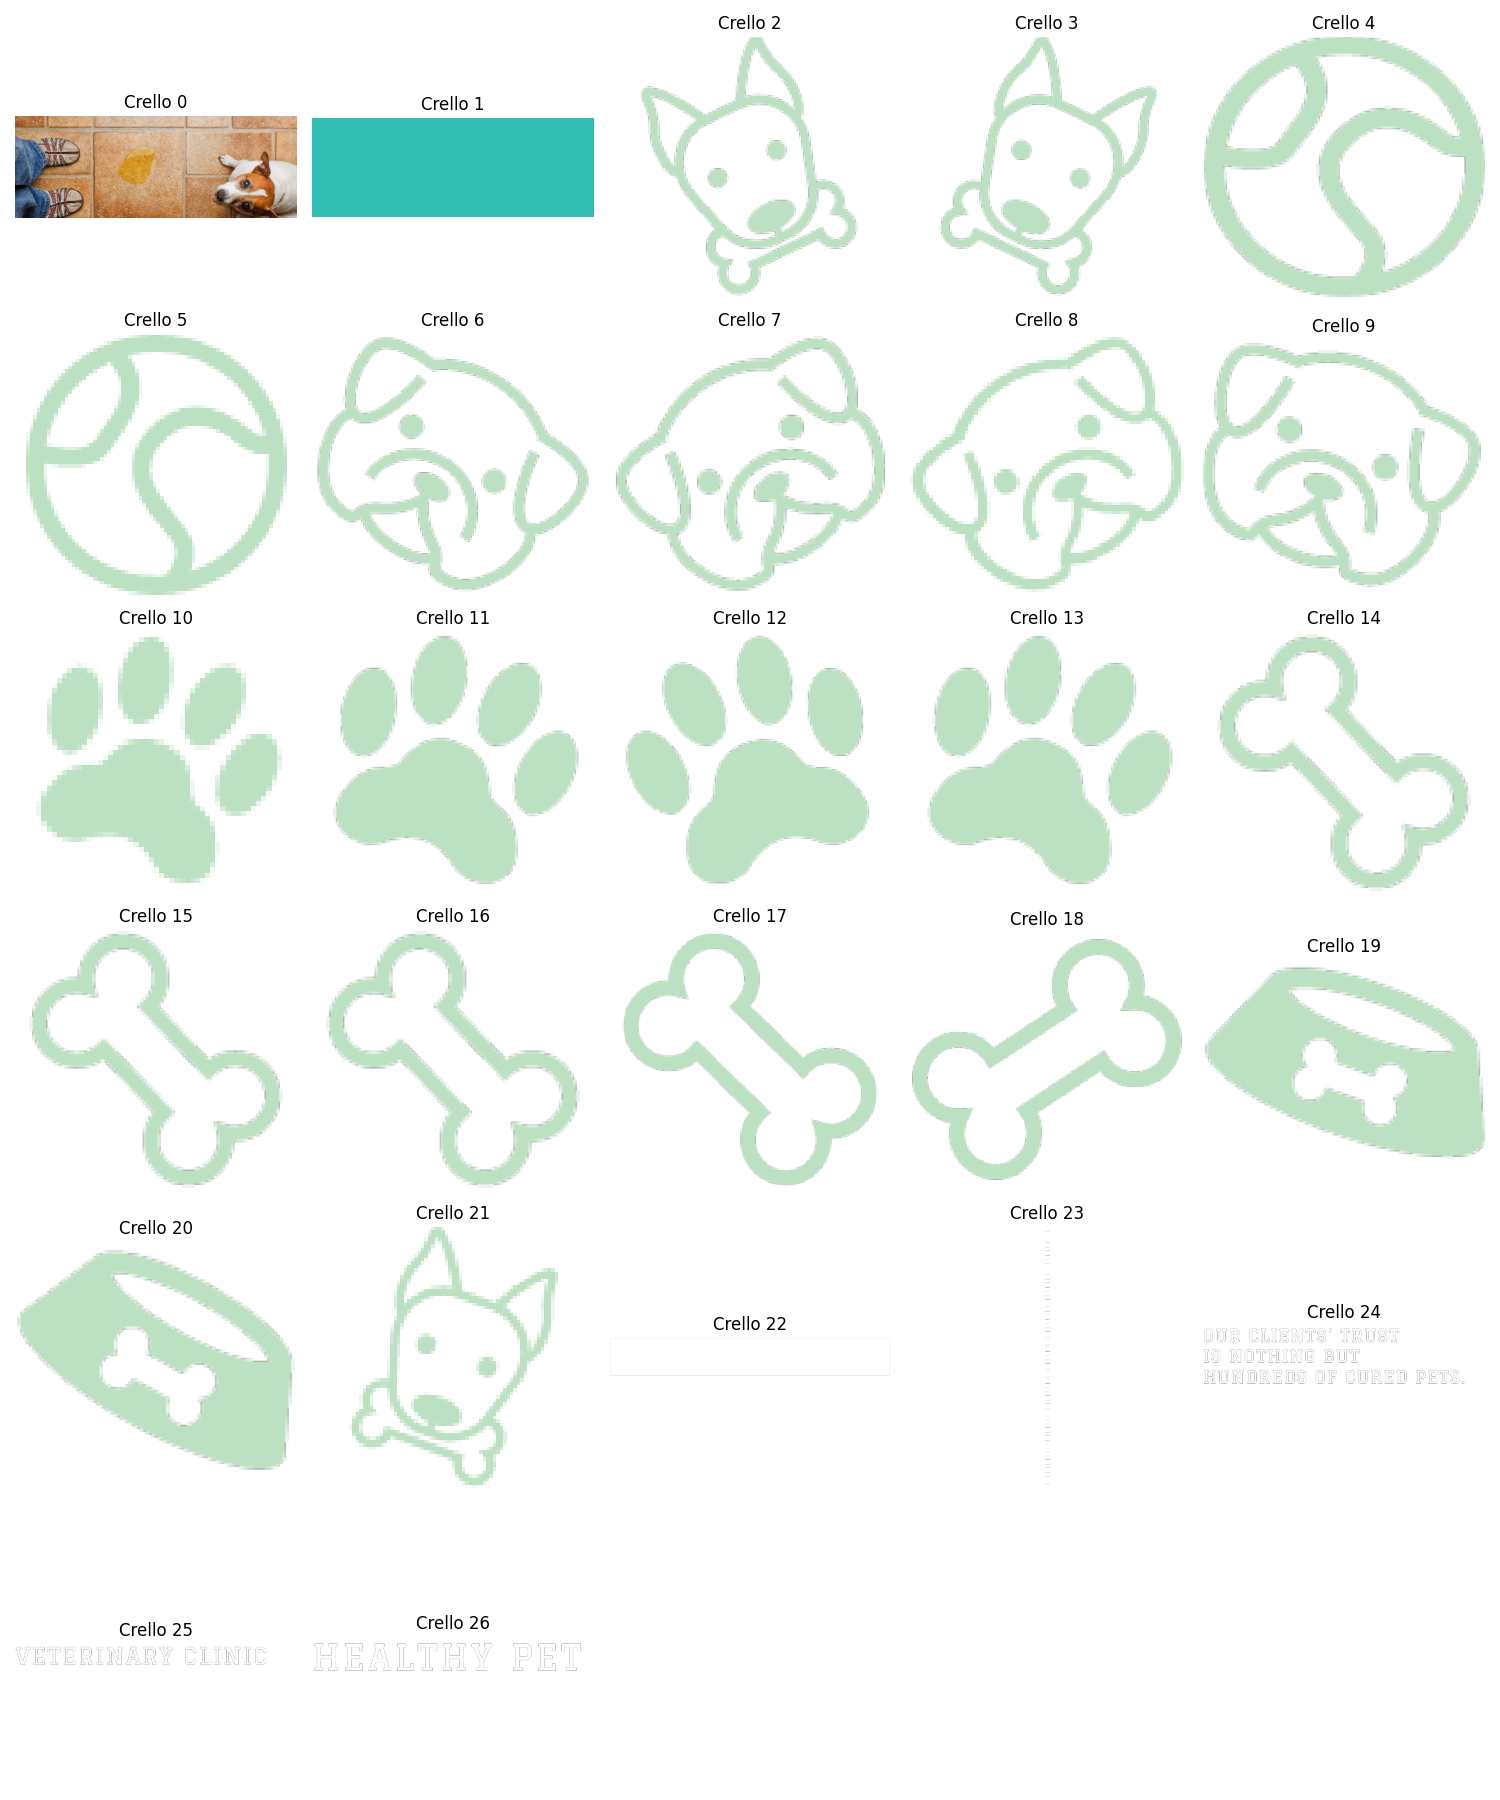 Crello 0
Crello 1
Crello 2
Crello 3
Crello 4
Crello 5
Crello 6
Crello 7
Crello 8
Crello 9
Crello 10
Crello 11
Crello 12
Crello 13
Crello 14
Crello 15
Crello 16
Crello 17
Crello 18
Crello 19
Crello 20
Crello 21
Crello 22
Crello 23
Crello 24
OUR CLIENTS' TRUST
IS NOTHING BUT
HUNDREDS OF CURED PETS.
Crello 25
VETERINARY CLINIC
Crello 26
HEALTHY PET